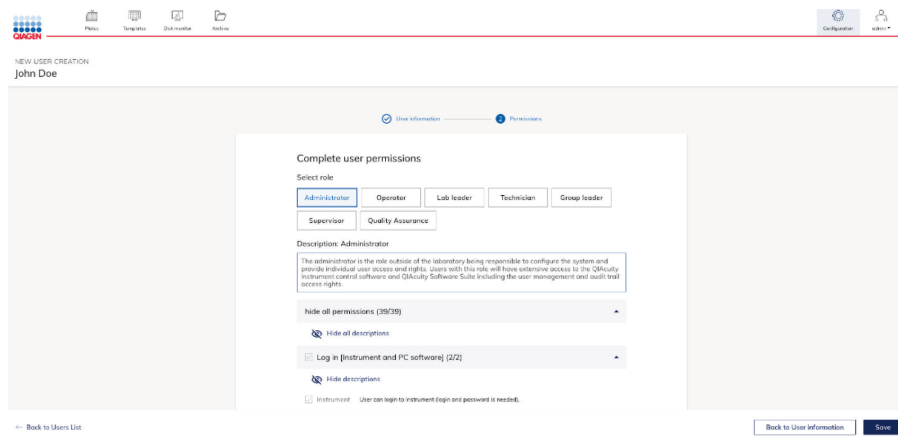 QIAGEN
Plates
Templates
Disk monitor
Archive
Configuration
admin
NEW USER CREATION
John Doe
User information
2
Permissions
Complete user permissions
Select role
Administrator
Operator
Lab leader
Technician
Group leader
Supervisor
Quality Assurance
Description: Administrator
The administrator is the role outside of the laboratory being responsible to configure the system and
provide individual user access and rights. Users with this role will have extensive access to the QIAcuity
instrument control software and QIAcuity Software Suite including the user management and audit trail
access rights.
hide all permissions (39/39)
Hide all descriptions
Log in [Instrument and PC software] (2/2)
Hide descriptions
Instrument User can login to instrument (login and password is needed).
← Back to Users List
Back to User information
Save